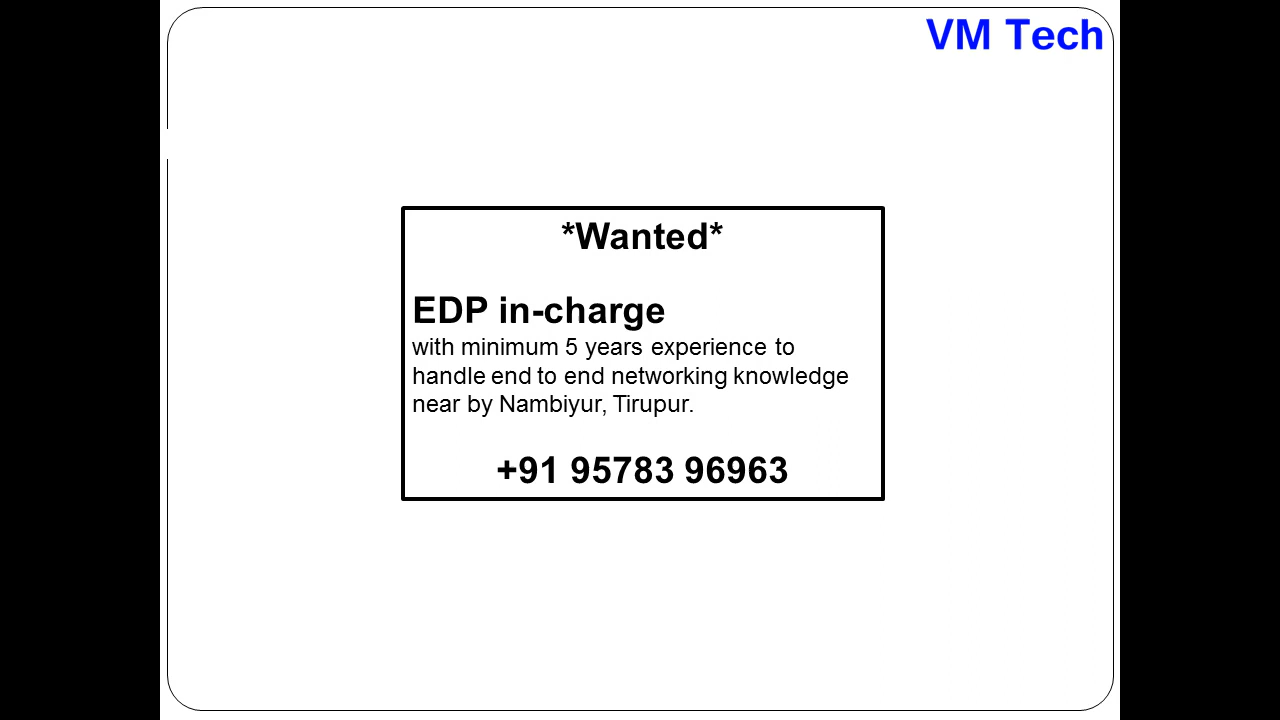 VM Tech
*Wanted*
EDP in-charge
with minimum 5 years experience to
handle end to end networking knowledge
near by Nambiyur, Tirupur.
+91 95783 96963